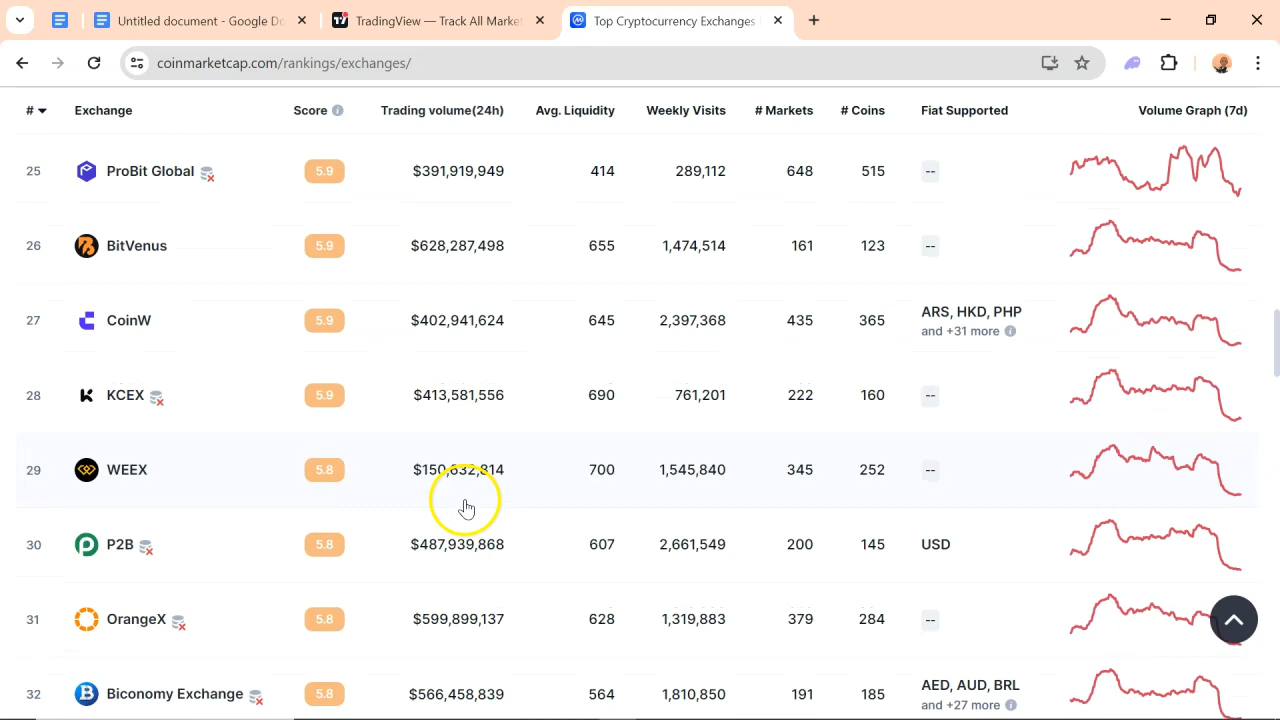 Untitled document - Google Do
TradingView — Track All Market
Top Cryptocurrency Exchanges
coinmarketcap.com/rankings/exchanges/
# Exchange Score Trading volume(24h) Avg. Liquidity Weekly Visits # Markets # Coins Fiat Supported Volume Graph (7d)
25 ProBit Global 5.9 $391,919,949 414 289,112 648 515 --
26 BitVenus 5.9 $628,287,498 655 1,474,514 161 123 --
27 CoinW 5.9 $402,941,624 645 2,397,368 435 365 ARS, HKD, PHP
and +31 more
28 KCEX 5.9 $413,581,556 690 761,201 222 160 --
29 WEEX 5.8 $150,632,814 700 1,545,840 345 252 --
30 P2B 5.8 $487,939,868 607 2,661,549 200 145 USD
31 OrangeX 5.8 $599,899,137 628 1,319,883 379 284 --
32 Biconomy Exchange 5.8 $566,458,839 564 1,810,850 191 185 AED, AUD, BRL
and +27 more